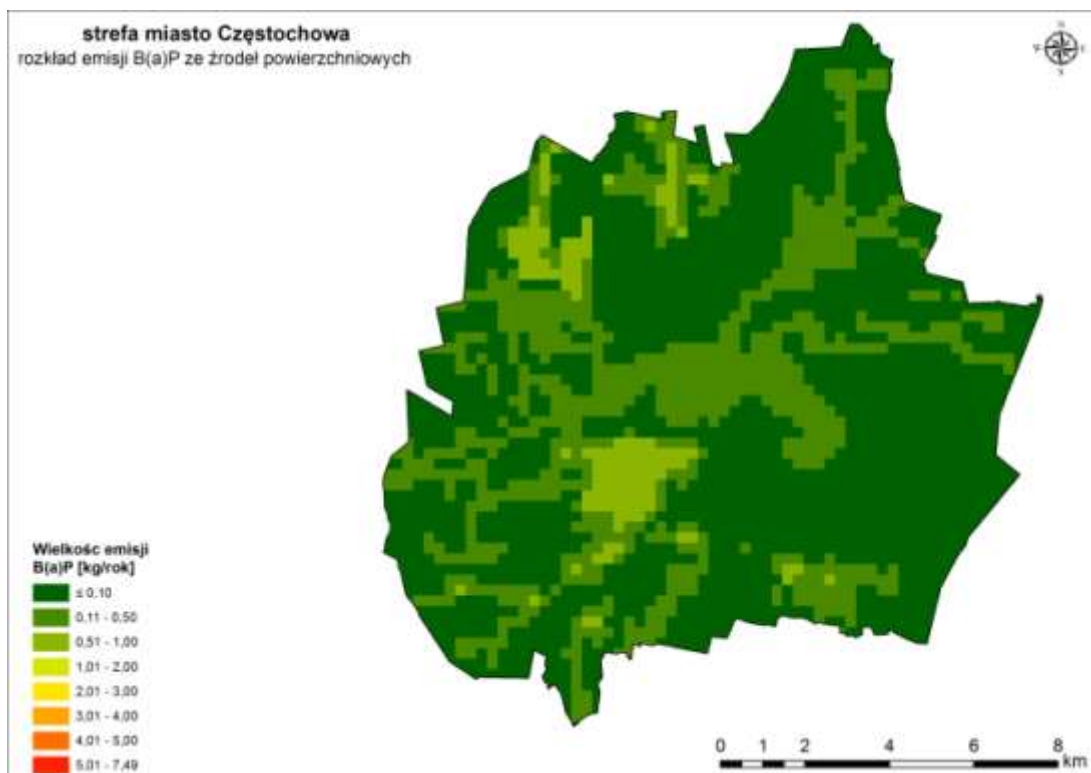 strefa miasto Częstochowa
rozkład emisji B(a)P ze źrodeł powierzchniowych
Wielkośc emisji
B(a)P [kg/rok]
≤ 0,10
0,11 - 0,50
0,51 - 1,00
1,01 - 2,00
2,01 - 3,00
3,01 - 4,00
4,01 - 5,00
5,01 - 7,49
0 1 2 4 6 8
km